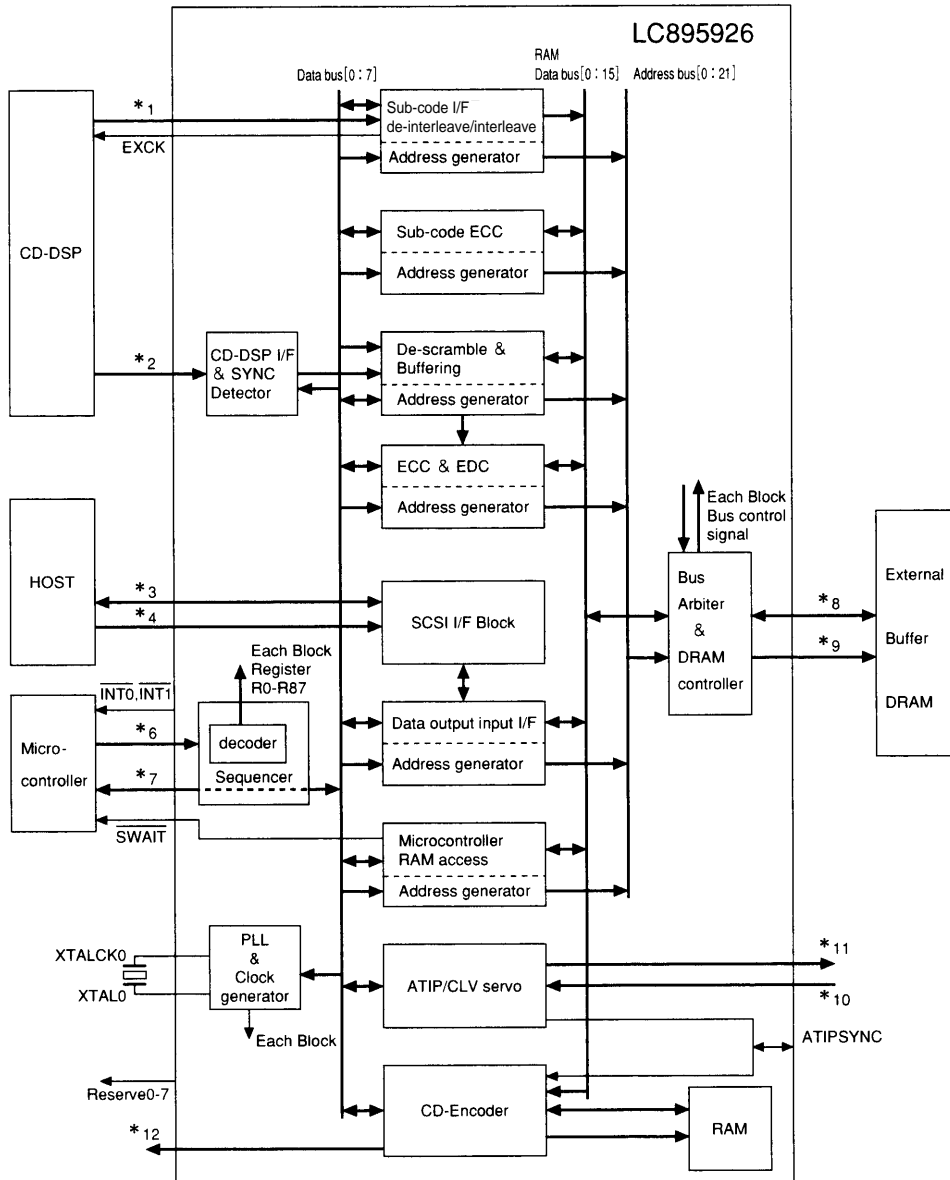 LC895926
Data bus[0 : 7]
RAM
Data bus[0 : 15]
Address bus[0 : 21]
CD-DSP
*1
EXCK
Sub-code I/F
de-interleave/interleave
Address generator
Sub-code ECC
Address generator
*2
CD-DSP I/F
& SYNC
Detector
De-scramble &
Buffering
Address generator
ECC & EDC
Address generator
Each Block
Bus control
signal
HOST
*3
*4
SCSI I/F Block
Bus
Arbiter
&
DRAM
controller
*8
*9
External
Buffer
DRAM
Each Block
Register
R0-R87
INT0,INT1
Micro-
controller
*6
*7
decoder
Sequencer
SWAIT
Data output input I/F
Address generator
Microcontroller
RAM access
Address generator
XTALCK0
XTAL0
PLL
&
Clock
generator
Each Block
ATIP/CLV servo
*11
*10
ATIPSYNC
Reserve0-7
*12
CD-Encoder
RAM